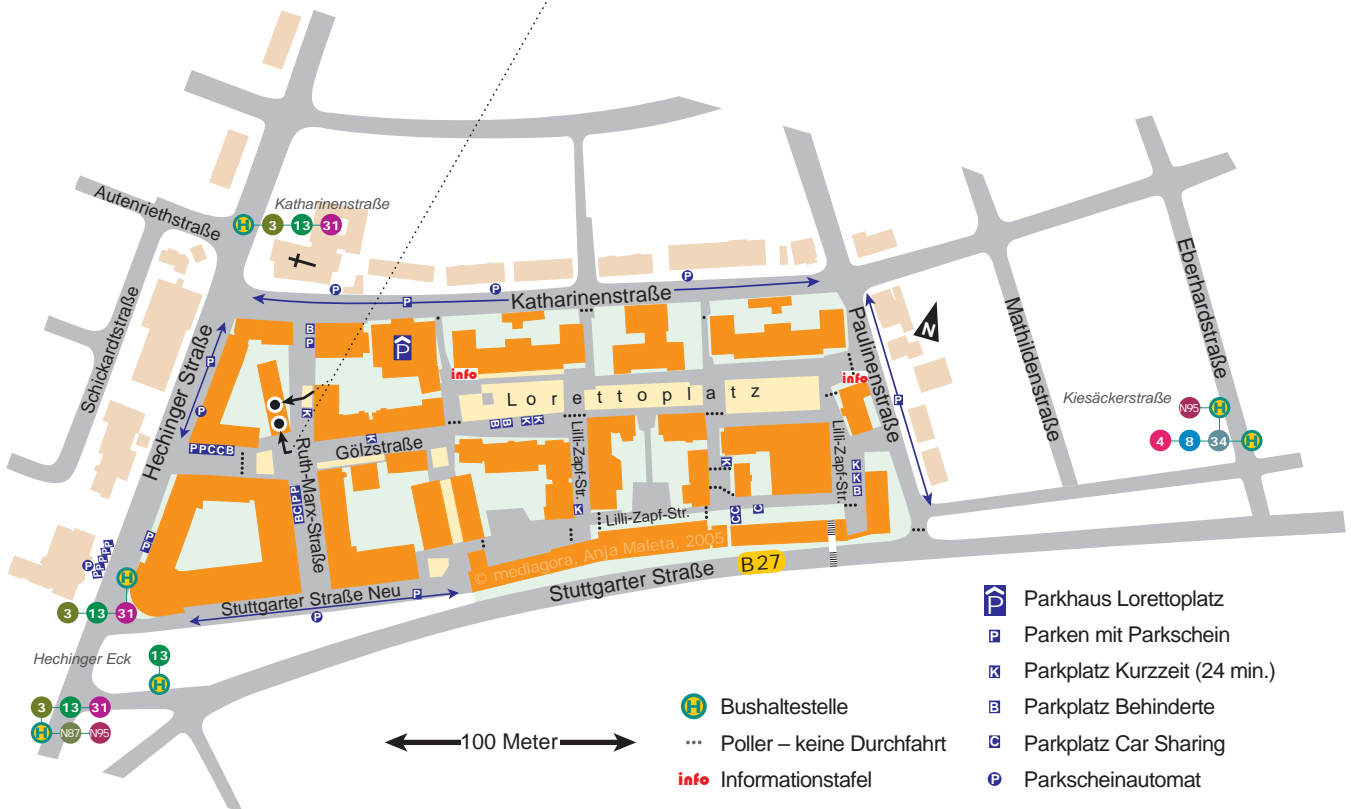 Autenriethstraße
Katharinenstraße
H 3 13 31
Schickardtstraße
Hechinger Straße
P
P
P
P
P
P
Katharinenstraße
P
P
B
P
P
info
Lorettoplatz
info
Paulinenstraße
P
N
Mathildenstraße
Eberhardstraße
Kiesäckerstraße
N95 H
4 8 34 H
K
K
B B K K
PPCCB
Gölzstraße
Ruth-Marx-Straße
BCPP
Lilli-Zapf-Str.
K
K
Lilli-Zapf-Str.
K
K
B
Lilli-Zapf-Str.
C C
C
PP
P
PPPPP
H
3 13 31
© mediagora, Anja Maleta, 2005
B 27
Stuttgarter Straße
Stuttgarter Straße Neu
P
P
Hechinger Eck
13
H
3 13 31
H N87 N95
100 Meter
H Bushaltestelle
Poller – keine Durchfahrt
info Informationstafel
P Parkhaus Lorettoplatz
P Parken mit Parkschein
K Parkplatz Kurzzeit (24 min.)
B Parkplatz Behinderte
C Parkplatz Car Sharing
P Parkscheinautomat